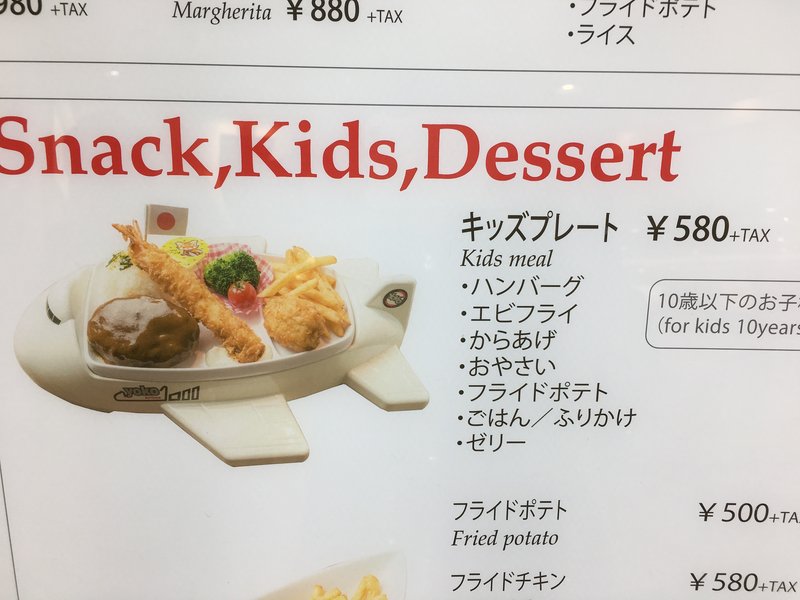 980 +TAX
Margherita ￥880 +TAX
・フライドポテト
・ライス
Snack,Kids,Dessert
キッズプレート ￥580+TAX
Kids meal
・ハンバーグ
・エビフライ
・からあげ
・おやさい
・フライドポテト
・ごはん／ふりかけ
・ゼリー
10歳以下のお子
(for kids 10years
yoko
フライドポテト ￥500+TAX
Fried potato
フライドチキン ￥580+TAX